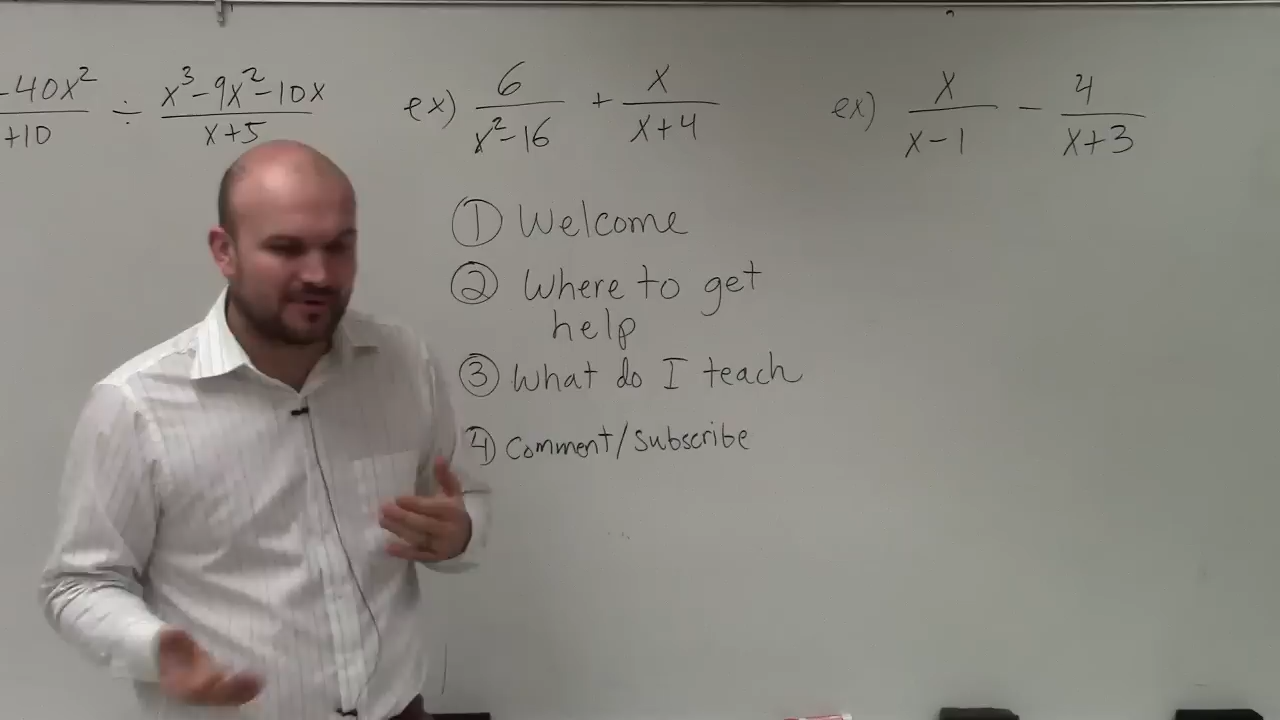 -40x² / +10 ÷ x³-9x²-10x / x+5
ex) 6 / x²-16 + x / x+4
ex) x / x-1 - 4 / x+3
① Welcome
② Where to get
help
③ What do I teach
④ Comment/Subscribe